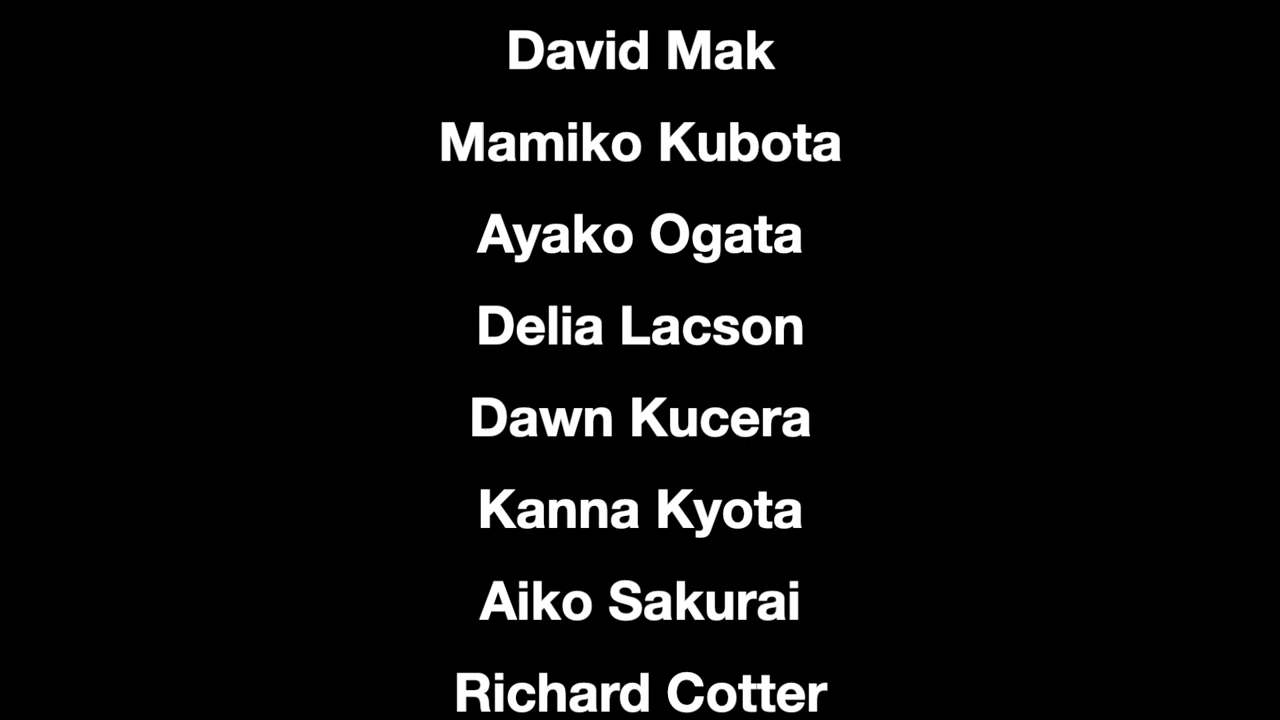 David Mak
Mamiko Kubota
Ayako Ogata
Delia Lacson
Dawn Kucera
Kanna Kyota
Aiko Sakurai
Richard Cotter